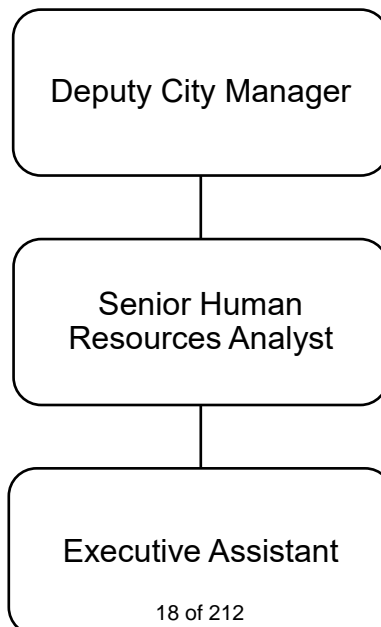 Deputy City Manager
Senior Human
Resources Analyst
Executive Assistant
18 of 212